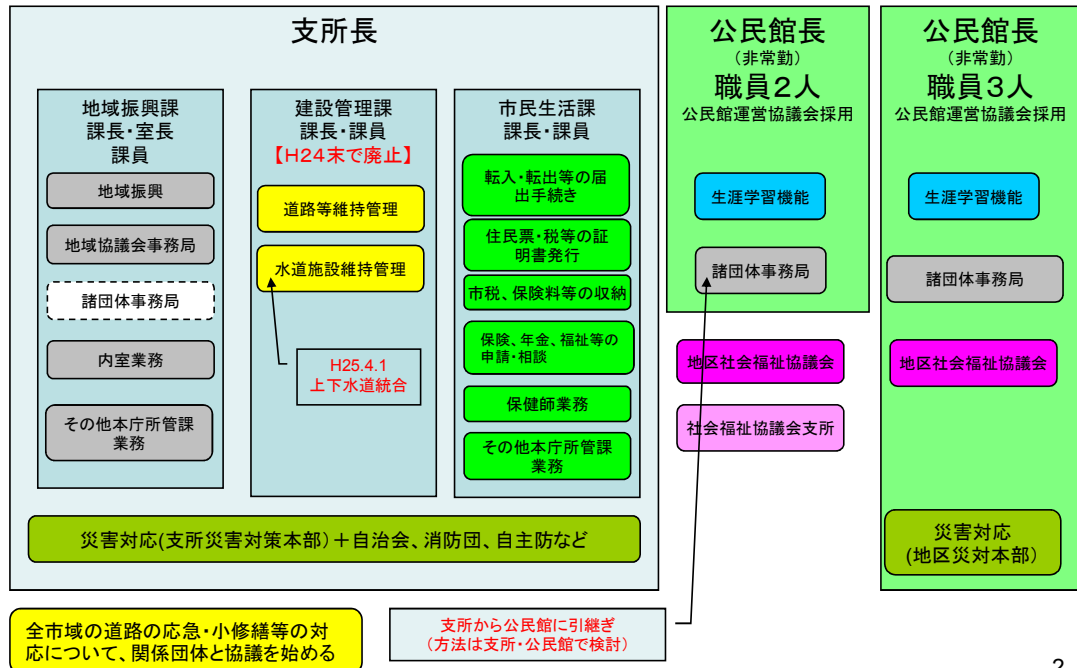 支所長
地域振興課
課長・室長
課員
地域振興
地域協議会事務局
諸団体事務局
内室業務
その他本庁所管課
業務
建設管理課
課長・課員
【H24末で廃止】
道路等維持管理
水道施設維持管理
H25.4.1
上下水道統合
市民生活課
課長・課員
転入・転出等の届
出手続き
住民票・税等の証
明書発行
市税、保険料等の収納
保険、年金、福祉等の
申請・相談
保健師業務
その他本庁所管課
業務
災害対応(支所災害対策本部)＋自治会、消防団、自主防など
公民館長
(非常勤)
職員２人
公民館運営協議会採用
生涯学習機能
諸団体事務局
地区社会福祉協議会
社会福祉協議会支所
公民館長
(非常勤)
職員３人
公民館運営協議会採用
生涯学習機能
諸団体事務局
地区社会福祉協議会
災害対応
(地区災対本部)
全市域の道路の応急・小修繕等の対
応について、関係団体と協議を始める
支所から公民館に引継ぎ
(方法は支所・公民館で検討)
2